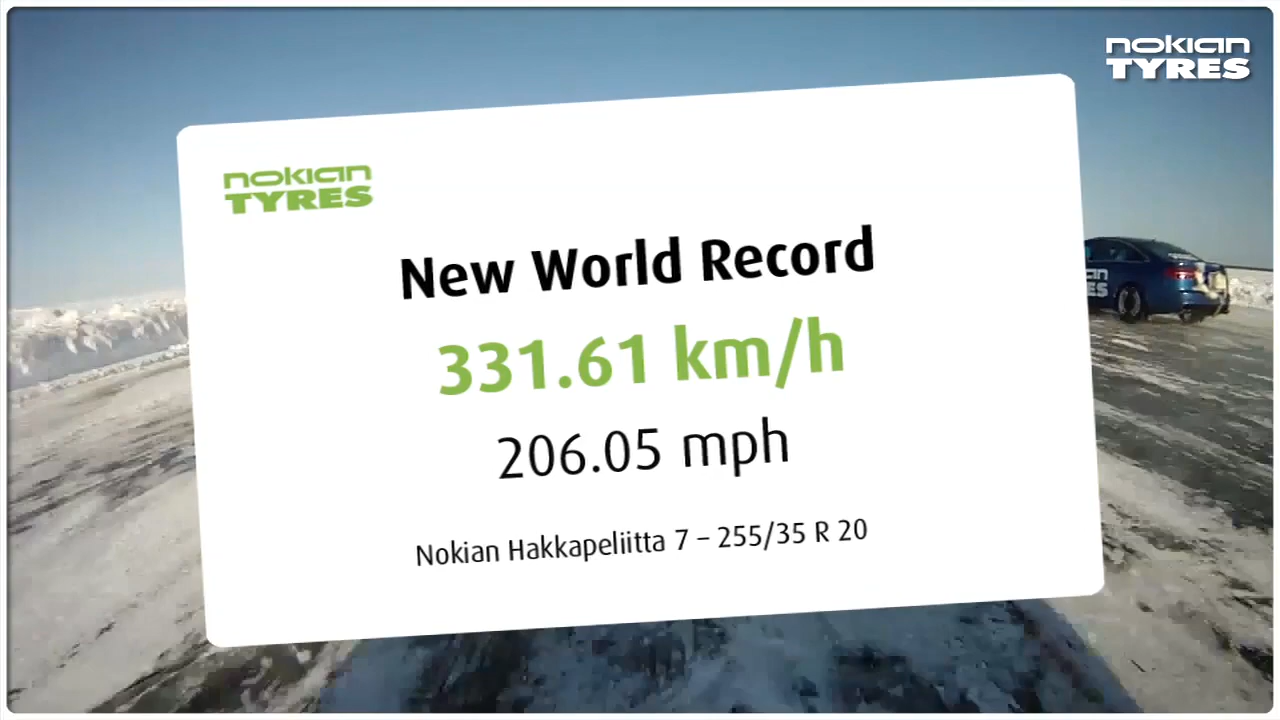 nokian
TYRES
nokian
TYRES
New World Record
331.61 km/h
206.05 mph
Nokian Hakkapeliitta 7 – 255/35 R 20